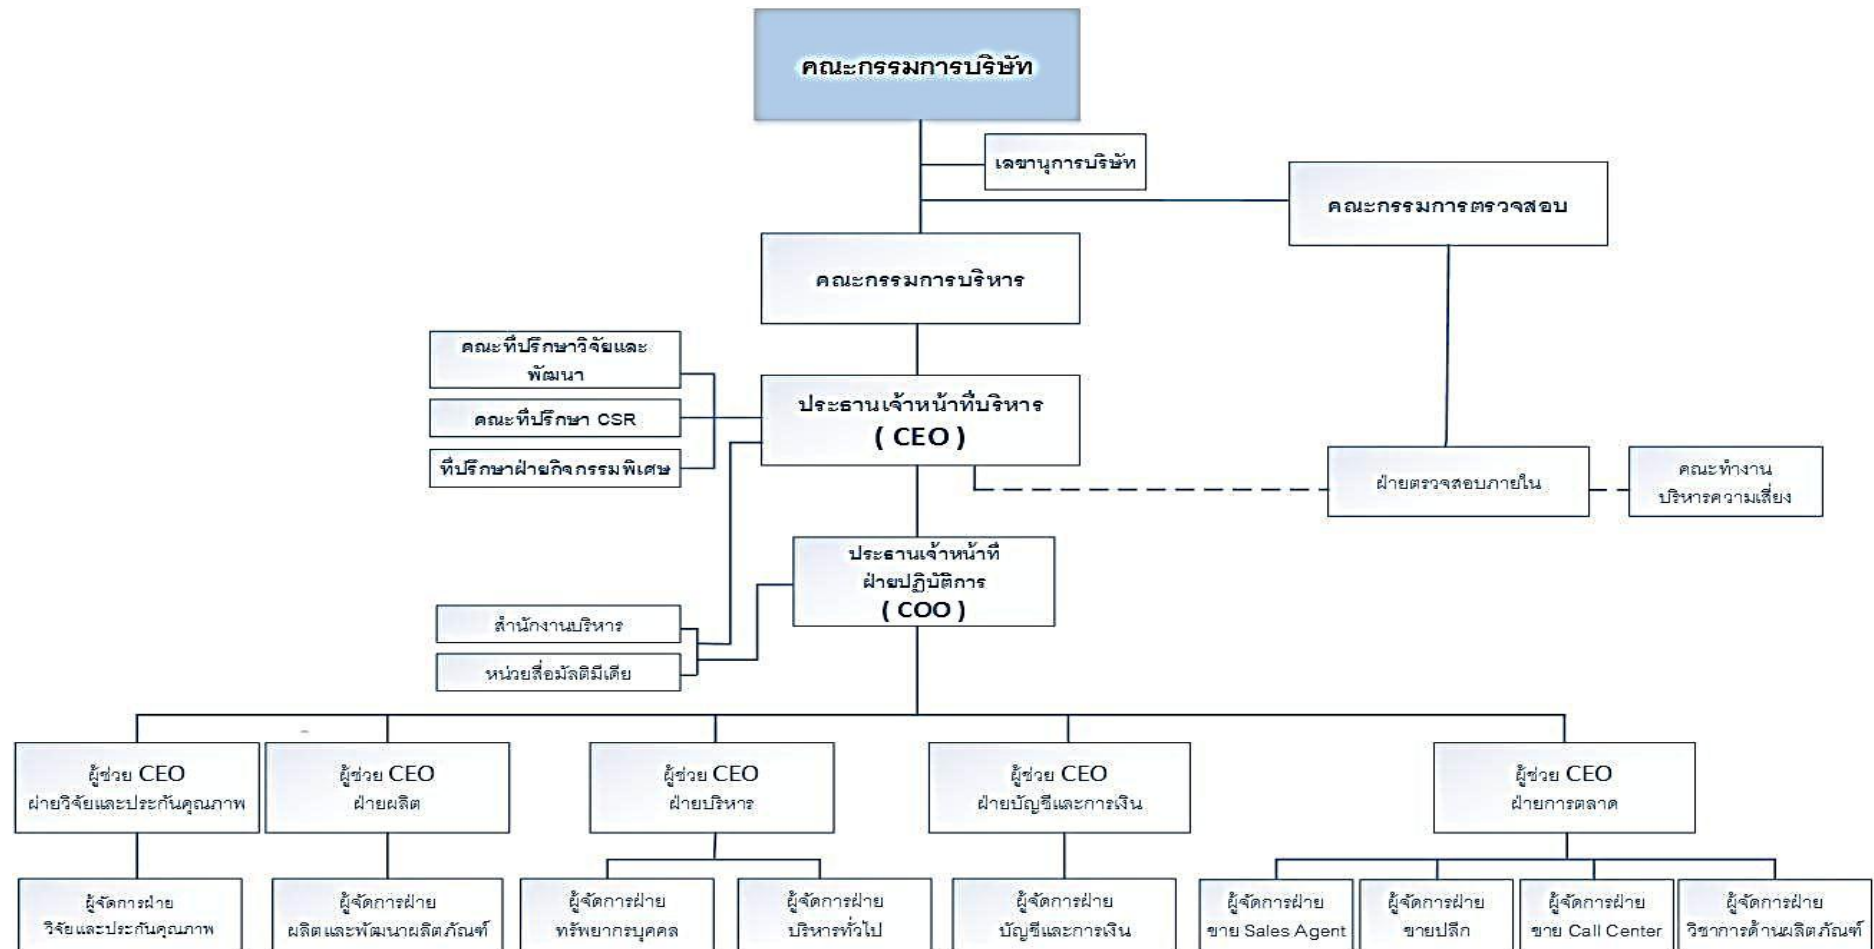 คณะกรรมการบริษัท
เลขานุการบริษัท
คณะกรรมการตรวจสอบ
คณะกรรมการบริหาร
คณะที่ปรึกษาวิจัยและ
พัฒนา
คณะที่ปรึกษา CSR
ที่ปรึกษาฝ่ายกิจกรรมพิเศษ
ประธานเจ้าหน้าที่บริหาร
( CEO )
ฝ่ายตรวจสอบภายใน
คณะทำงาน
บริหารความเสี่ยง
ประธานเจ้าหน้าที่
ฝ่ายปฏิบัติการ
( COO )
สำนักงานบริหาร
หน่วยสื่อมัลติมีเดีย
ผู้ช่วย CEO
ฝ่ายวิจัยและประกันคุณภาพ
ผู้ช่วย CEO
ฝ่ายผลิต
ผู้ช่วย CEO
ฝ่ายบริหาร
ผู้ช่วย CEO
ฝ่ายบัญชีและการเงิน
ผู้ช่วย CEO
ฝ่ายการตลาด
ผู้จัดการฝ่าย
วิจัยและประกันคุณภาพ
ผู้จัดการฝ่าย
ผลิตและพัฒนาผลิตภัณฑ์
ผู้จัดการฝ่าย
ทรัพยากรบุคคล
ผู้จัดการฝ่าย
บริหารทั่วไป
ผู้จัดการฝ่าย
บัญชีและการเงิน
ผู้จัดการฝ่าย
ขาย Sales Agent
ผู้จัดการฝ่าย
ขายปลีก
ผู้จัดการฝ่าย
ขาย Call Center
ผู้จัดการฝ่าย
วิชาการด้านผลิตภัณฑ์